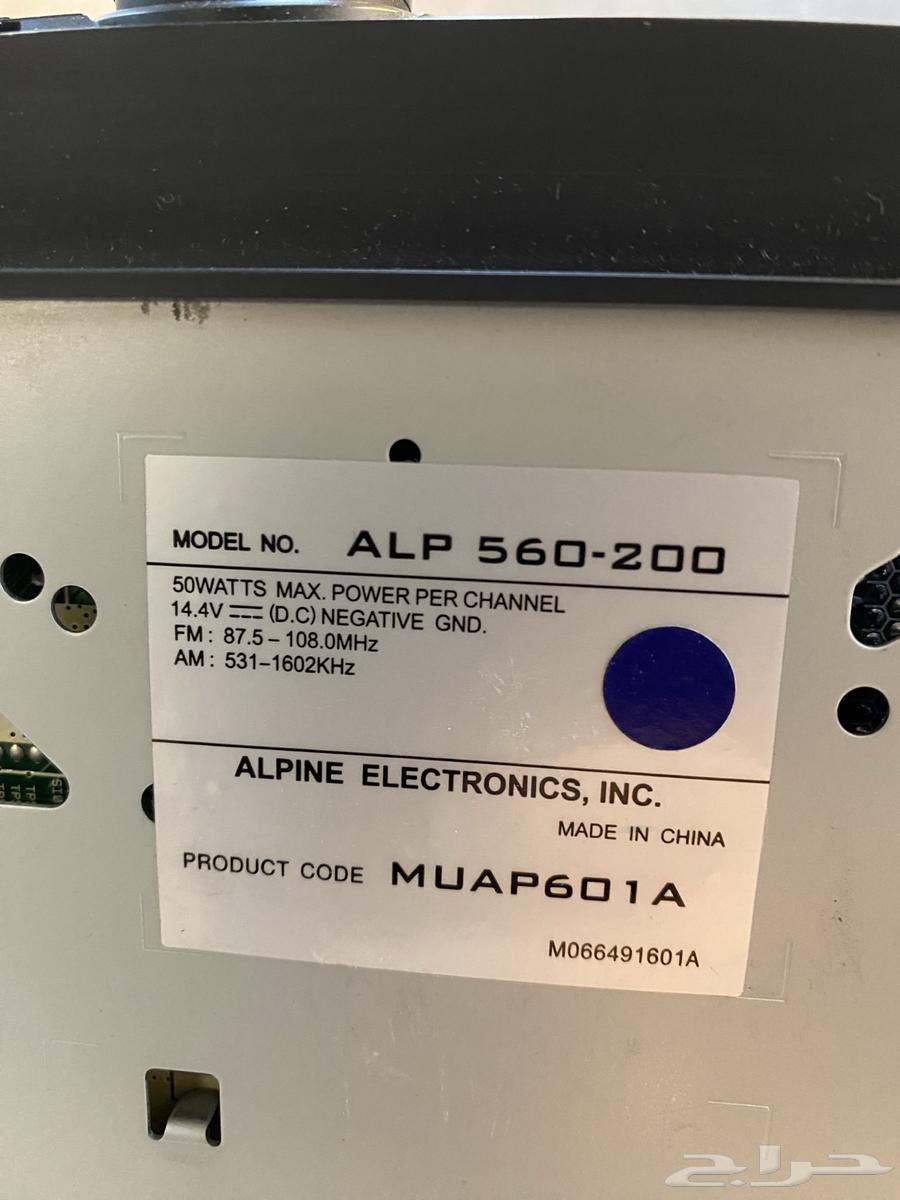 MODEL NO. ALP 560-200
50WATTS MAX. POWER PER CHANNEL
14.4V ⎓ (D.C) NEGATIVE GND.
FM : 87.5 – 108.0MHz
AM : 531–1602KHz
ALPINE ELECTRONICS, INC.
MADE IN CHINA
PRODUCT CODE MUAP601A
M066491601A
حراج